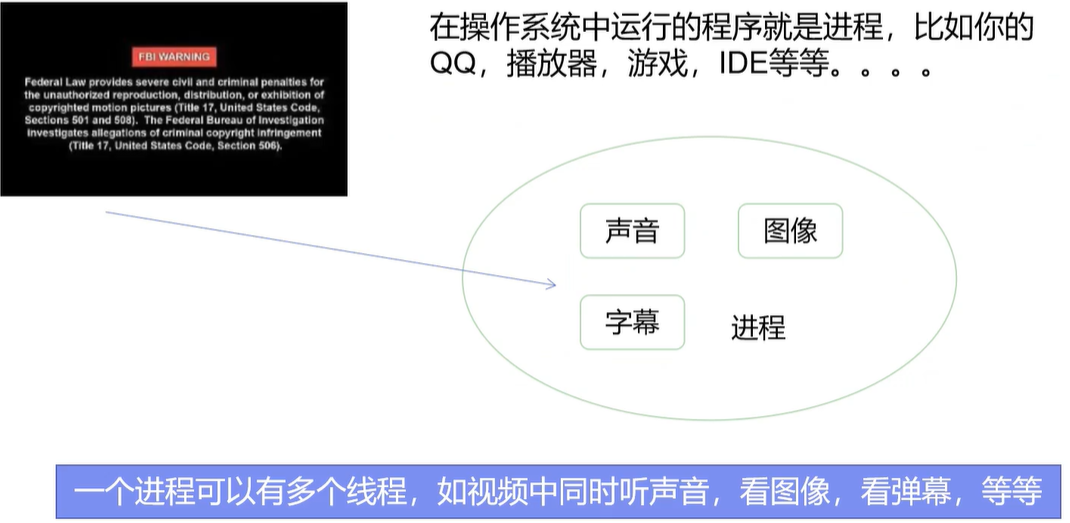 FBI WARNING
Federal Law provides severe civil and criminal penalties for
the unauthorized reproduction, distribution, or exhibition of
copyrighted motion pictures (Title 17, United States Code,
Sections 501 and 508). The Federal Bureau of Investigation
investigates allegations of criminal copyright infringement
(Title 17, United States Code, Section 506).
在操作系统中运行的程序就是进程，比如你的
QQ，播放器，游戏，IDE等等。。。。
声音
图像
字幕
进程
一个进程可以有多个线程，如视频中同时听声音，看图像，看弹幕，等等